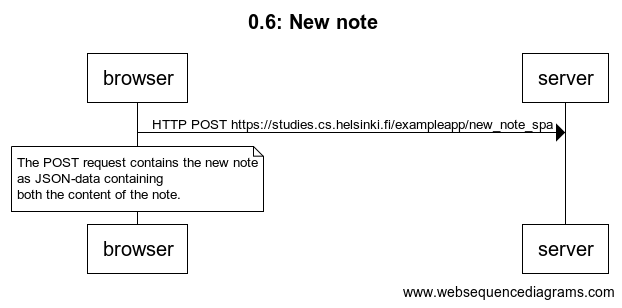 0.6: New note
browser
server
HTTP POST https://studies.cs.helsinki.fi/exampleapp/new_note_spa
The POST request contains the new note
as JSON-data containing
both the content of the note.
browser
server
www.websequencediagrams.com